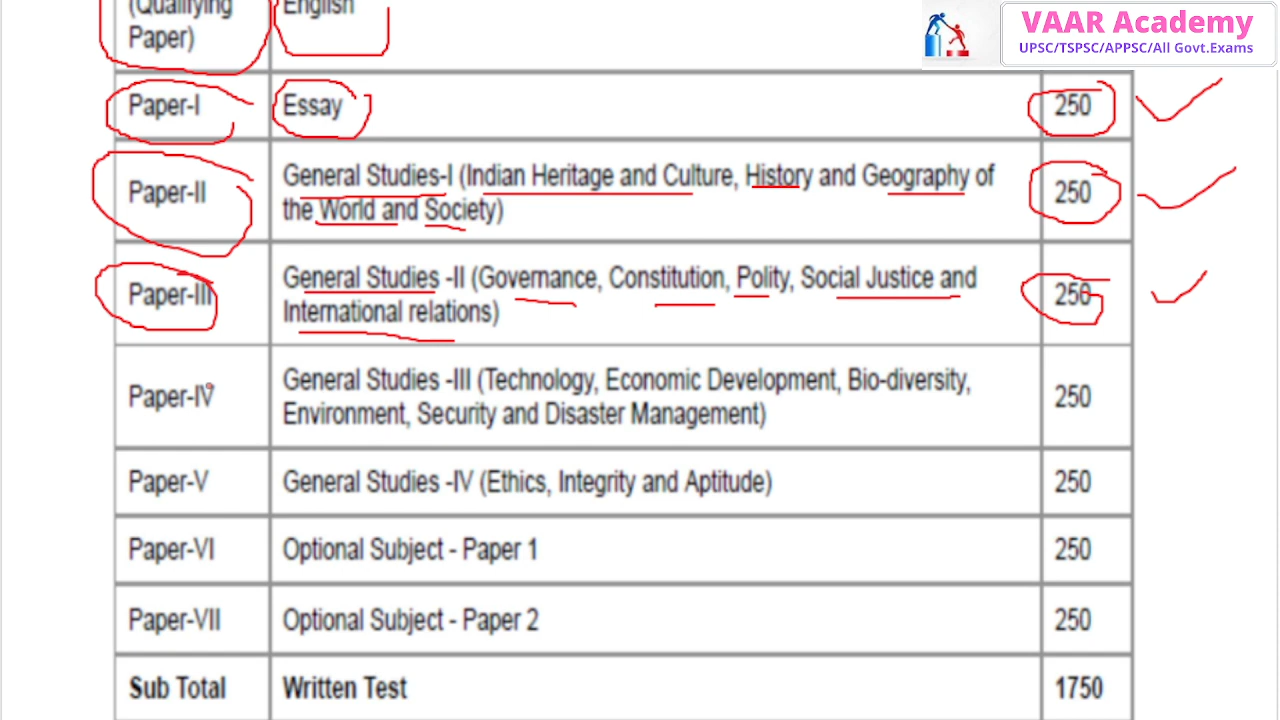 (Qualifying
Paper)
English
VAAR Academy
UPSC/TSPSC/APPSC/All Govt.Exams
Paper-I
Essay
250
Paper-II
General Studies-I (Indian Heritage and Culture, History and Geography of
the World and Society)
250
Paper-III
General Studies -II (Governance, Constitution, Polity, Social Justice and
International relations)
250
Paper-IV
General Studies -III (Technology, Economic Development, Bio-diversity,
Environment, Security and Disaster Management)
250
Paper-V
General Studies -IV (Ethics, Integrity and Aptitude)
250
Paper-VI
Optional Subject - Paper 1
250
Paper-VII
Optional Subject - Paper 2
250
Sub Total
Written Test
1750